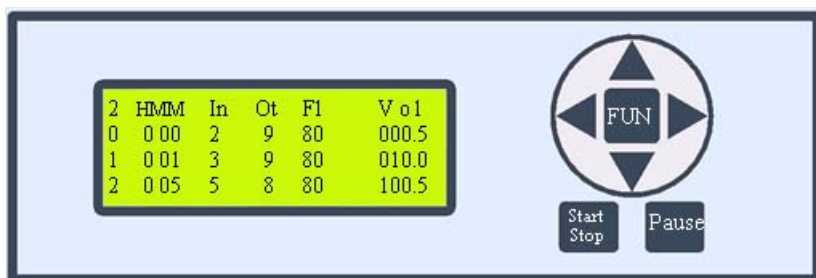 2 HMM In Ot Fl Vol
0 0 00 2 9 80 000.5
1 0 01 3 9 80 010.0
2 0 05 5 8 80 100.5
FUN
Start
Stop
Pause